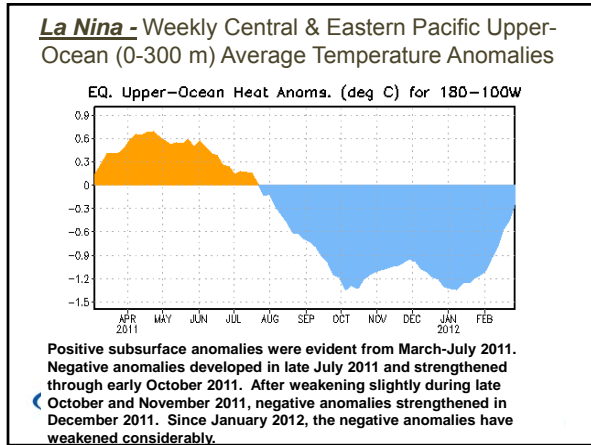 La Nina - Weekly Central & Eastern Pacific Upper-
Ocean (0-300 m) Average Temperature Anomalies
EQ. Upper-Ocean Heat Anoms. (deg C) for 180-100W
0.9
0.6
0.3
0
-0.3
-0.6
-0.9
-1.2
-1.5
APR MAY JUN JUL AUG SEP OCT NOV DEC JAN FEB
2011 2012
Positive subsurface anomalies were evident from March-July 2011.
Negative anomalies developed in late July 2011 and strengthened
through early October 2011. After weakening slightly during late
October and November 2011, negative anomalies strengthened in
December 2011. Since January 2012, the negative anomalies have
weakened considerably.